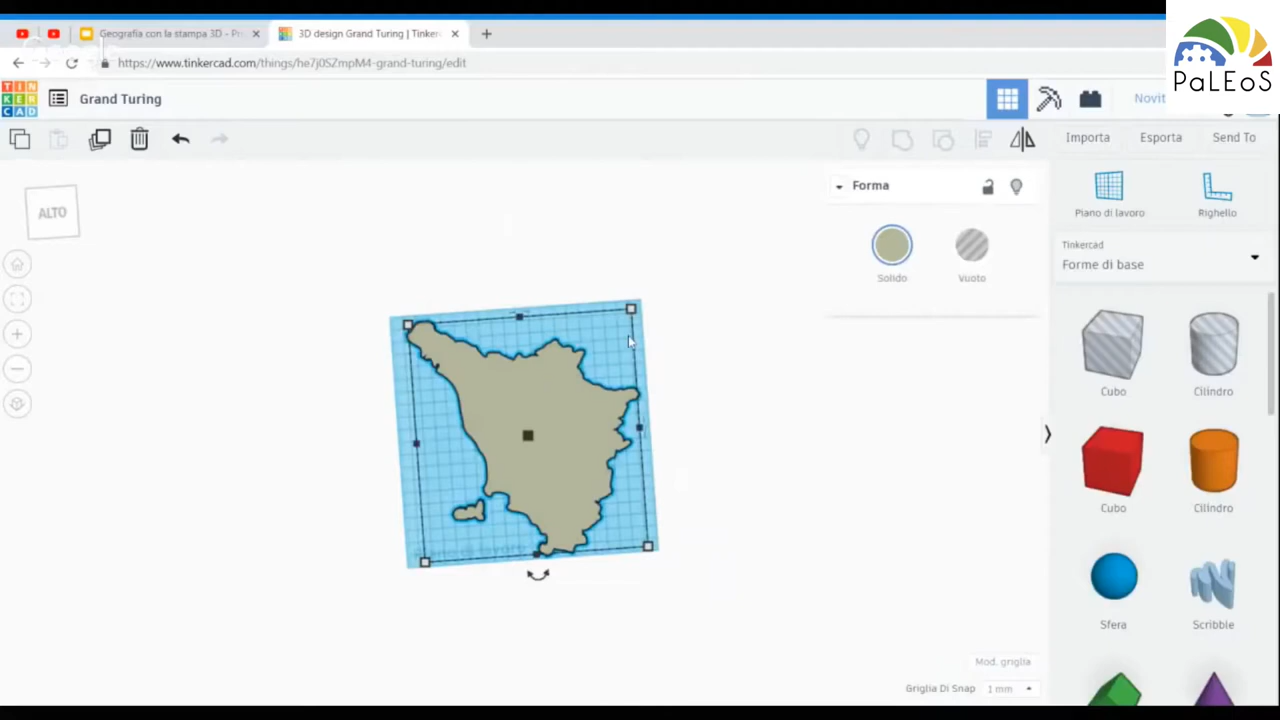 Geografia con la stampa 3D - Pr
3D design Grand Turing | Tinker
https://www.tinkercad.com/things/he7j0SZmpM4-grand-turing/edit
PaLEoS
TIN
KER
CAD
Grand Turing
Novit
Importa
Esporta
Send To
ALTO
Forma
Solido
Vuoto
Piano di lavoro
Righello
Tinkercad
Forme di base
Cubo
Cilindro
Cubo
Cilindro
Sfera
Scribble
Mod. griglia
Griglia Di Snap
1 mm